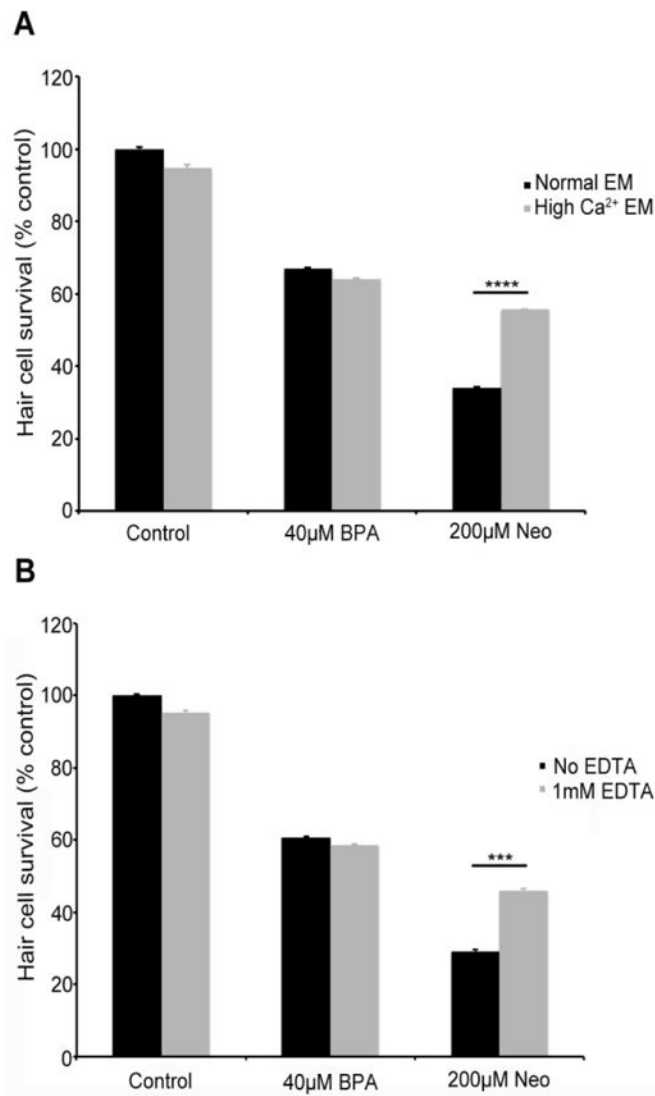 A
Hair cell survival (% control)
120
100
80
60
40
20
0
****
Normal EM
High Ca²⁺ EM
Control
40µM BPA
200µM Neo
B
Hair cell survival (% control)
120
100
80
60
40
20
0
***
No EDTA
1mM EDTA
Control
40µM BPA
200µM Neo